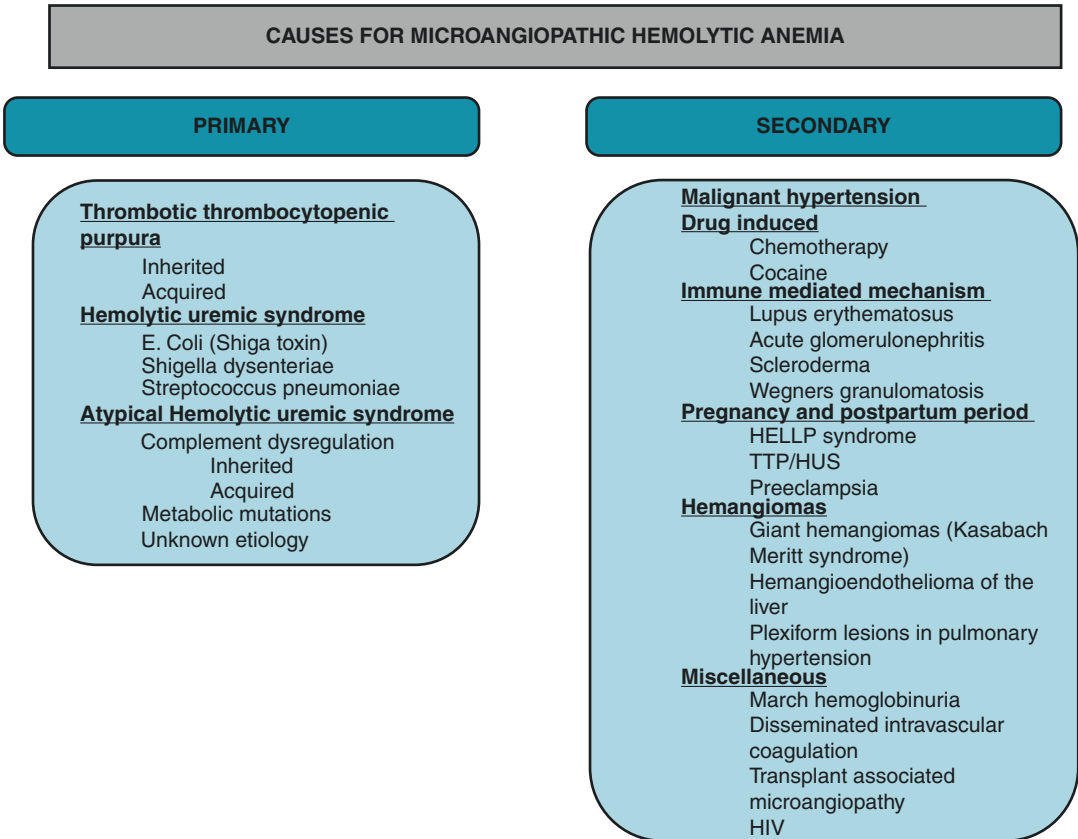 CAUSES FOR MICROANGIOPATHIC HEMOLYTIC ANEMIA
PRIMARY
Thrombotic thrombocytopenic
purpura
Inherited
Acquired
Hemolytic uremic syndrome
E. Coli (Shiga toxin)
Shigella dysenteriae
Streptococcus pneumoniae
Atypical Hemolytic uremic syndrome
Complement dysregulation
Inherited
Acquired
Metabolic mutations
Unknown etiology
SECONDARY
Malignant hypertension
Drug induced
Chemotherapy
Cocaine
Immune mediated mechanism
Lupus erythematosus
Acute glomerulonephritis
Scleroderma
Wegners granulomatosis
Pregnancy and postpartum period
HELLP syndrome
TTP/HUS
Preeclampsia
Hemangiomas
Giant hemangiomas (Kasabach
Meritt syndrome)
Hemangioendothelioma of the
liver
Plexiform lesions in pulmonary
hypertension
Miscellaneous
March hemoglobinuria
Disseminated intravascular
coagulation
Transplant associated
microangiopathy
HIV